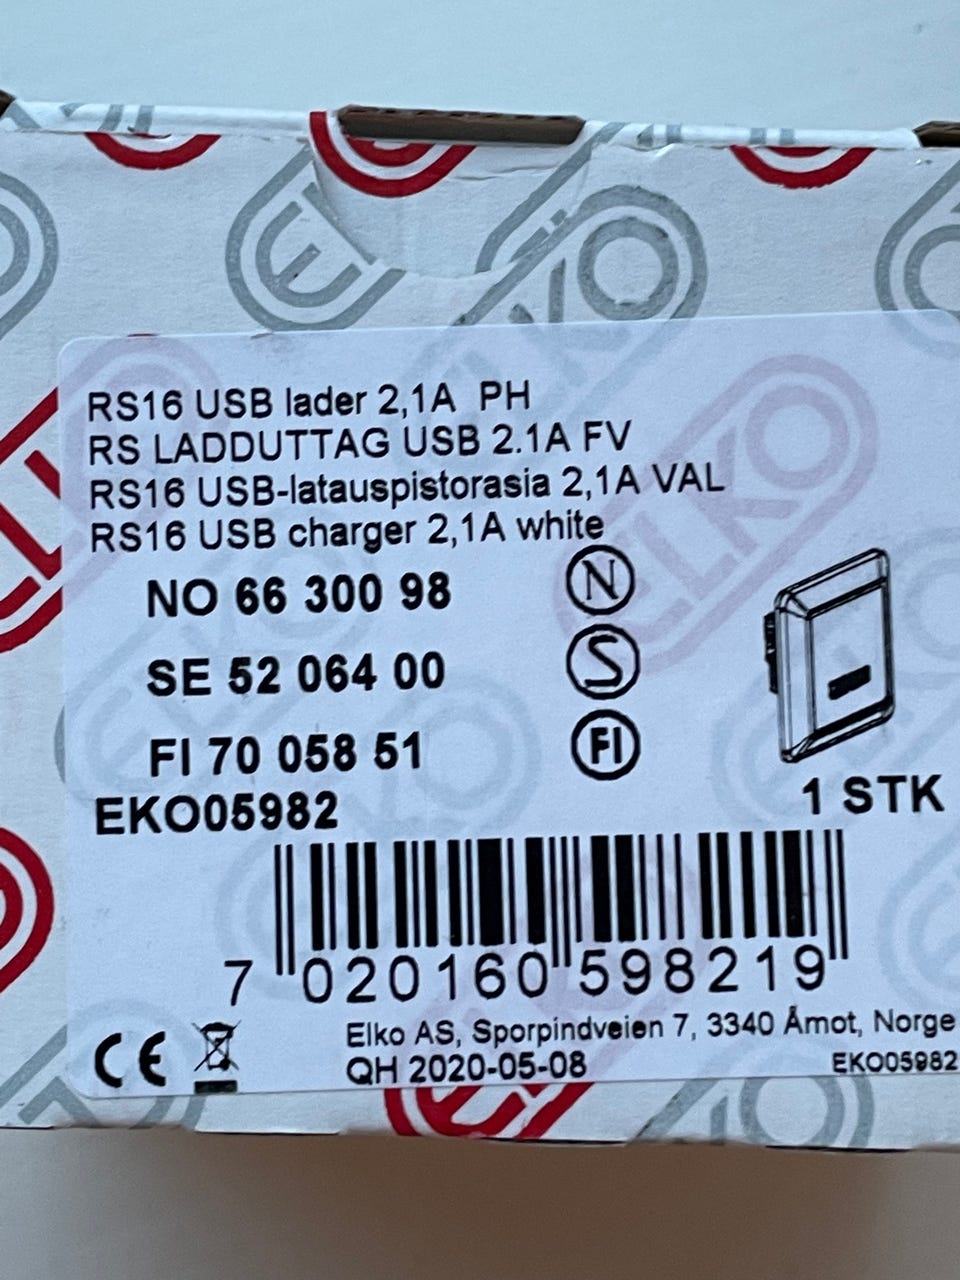 ELKO
RS16 USB lader 2,1A PH
RS LADDUTTAG USB 2.1A FV
RS16 USB-latauspistorasia 2,1A VAL
RS16 USB charger 2,1A white
NO 66 300 98 N
SE 52 064 00 S
FI 70 058 51 FI
EKO05982 1 STK
7 020160 598219
Elko AS, Sporpindveien 7, 3340 Åmot, Norge
CE QH 2020-05-08 EKO05982